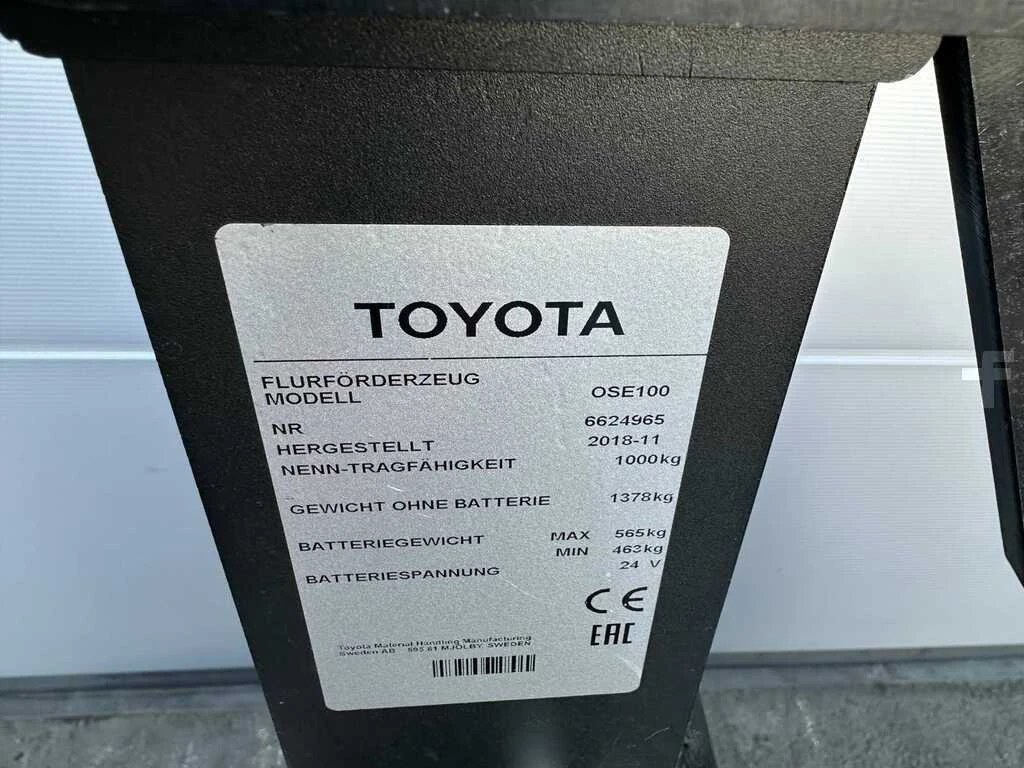 TOYOTA
FLURFÖRDERZEUG
MODELL OSE100
NR 6624965
HERGESTELLT 2018-11
NENN-TRAGFÄHIGKEIT 1000kg
GEWICHT OHNE BATTERIE 1378kg
BATTERIEGEWICHT MAX 565kg
MIN 463kg
BATTERIESPANNUNG 24 V
CE
EAC
Toyota Material Handling Manufacturing
Sweden AB 595 81 MJÖLBY, SWEDEN
f